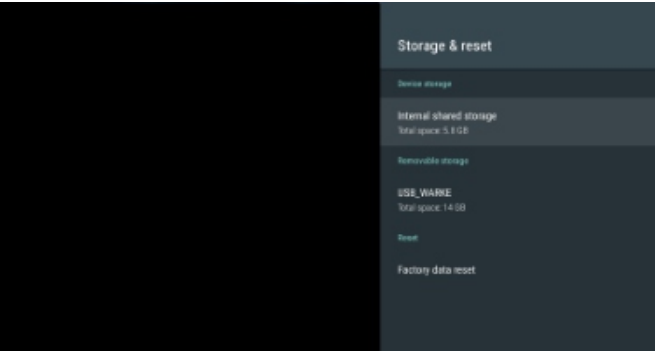 Storage & reset
Device storage
Internal shared storage
Total space: 5.8 GB
Removable storage
USB_WARKE
Total space: 14 GB
Reset
Factory data reset